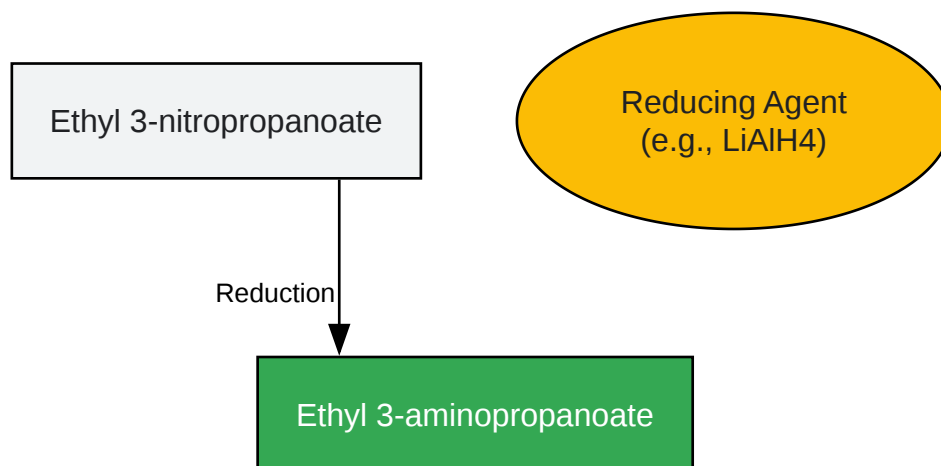 Ethyl 3-nitropropanoate
Reducing Agent
(e.g., LiAlH4)
Reduction
Ethyl 3-aminopropanoate